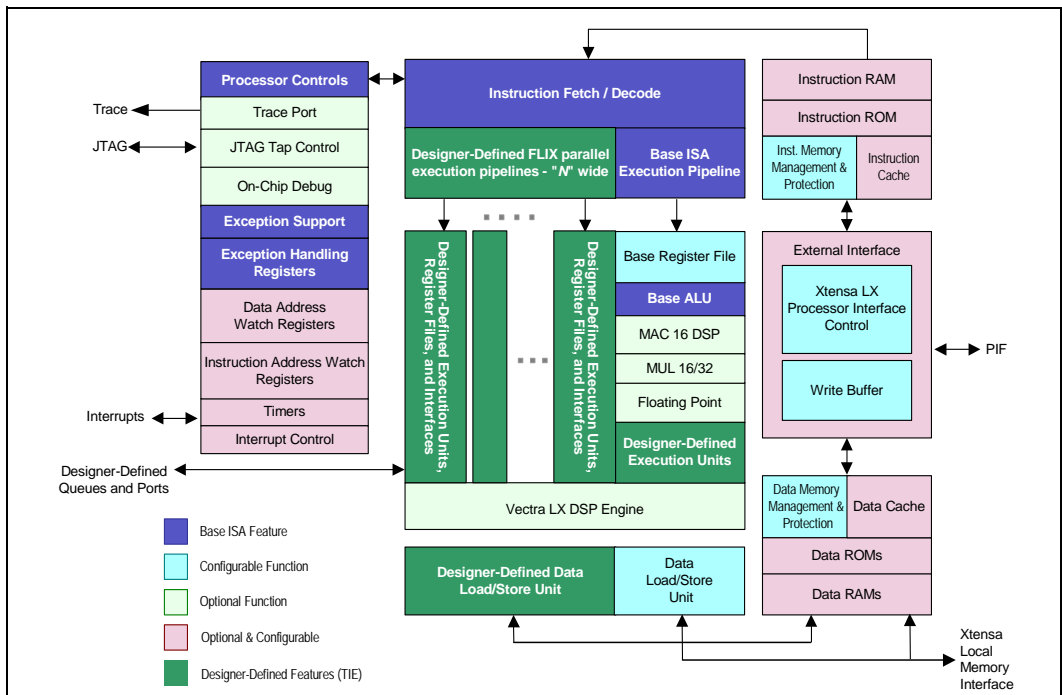 Processor Controls
Trace Port
JTAG Tap Control
On-Chip Debug
Exception Support
Exception Handling
Registers
Data Address
Watch Registers
Instruction Address Watch
Registers
Timers
Interrupt Control
Trace
JTAG
Interrupts
Designer-Defined
Queues and Ports
Instruction Fetch / Decode
Designer-Defined FLIX parallel
execution pipelines - "N" wide
Base ISA
Execution Pipeline
Designer-Defined Execution Units,
Register Files, and Interfaces
Designer-Defined Execution Units,
Register Files, and Interfaces
Base Register File
Base ALU
MAC 16 DSP
MUL 16/32
Floating Point
Designer-Defined
Execution Units
Vectra LX DSP Engine
Designer-Defined Data
Load/Store Unit
Data
Load/Store
Unit
Instruction RAM
Instruction ROM
Inst. Memory
Management &
Protection
Instruction
Cache
External Interface
Xtensa LX
Processor Interface
Control
Write Buffer
PIF
Data Memory
Management &
Protection
Data Cache
Data ROMs
Data RAMs
Xtensa
Local
Memory
Interface
Base ISA Feature
Configurable Function
Optional Function
Optional & Configurable
Designer-Defined Features (TIE)